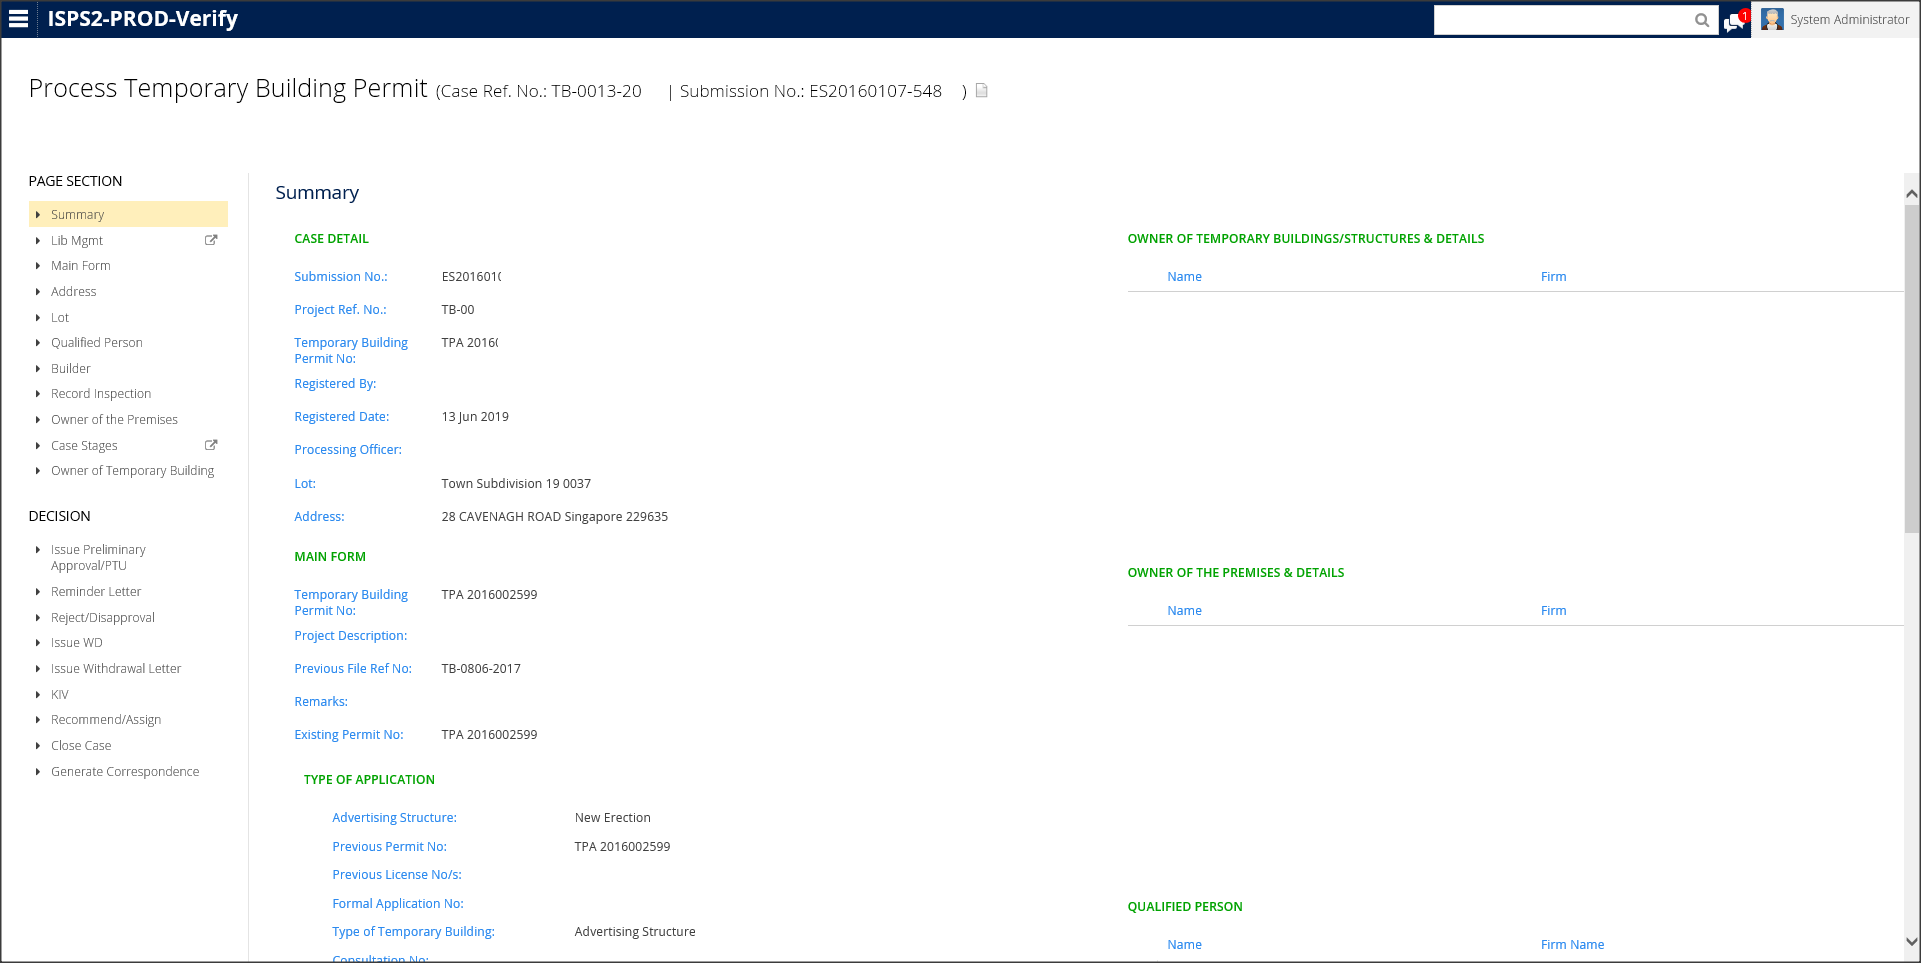 ISPS2-PROD-Verify
1
System Administrator
Process Temporary Building Permit (Case Ref. No.: TB-0013-20 | Submission No.: ES20160107-548 )
PAGE SECTION
Summary
Lib Mgmt
Main Form
Address
Lot
Qualified Person
Builder
Record Inspection
Owner of the Premises
Case Stages
Owner of Temporary Building
DECISION
Issue Preliminary
Approval/PTU
Reminder Letter
Reject/Disapproval
Issue WD
Issue Withdrawal Letter
KIV
Recommend/Assign
Close Case
Generate Correspondence
Summary
CASE DETAIL
Submission No.: ES201610
Project Ref. No.: TB-00
Temporary Building TPA 2016
Permit No:
Registered By:
Registered Date: 13 Jun 2019
Processing Officer:
Lot: Town Subdivision 19 0037
Address: 28 CAVENAGH ROAD Singapore 229635
MAIN FORM
Temporary Building TPA 2016002599
Permit No:
Project Description:
Previous File Ref No: TB-0806-2017
Remarks:
Existing Permit No: TPA 2016002599
TYPE OF APPLICATION
Advertising Structure: New Erection
Previous Permit No: TPA 2016002599
Previous License No/s:
Formal Application No:
Type of Temporary Building: Advertising Structure
Consultation No:
OWNER OF TEMPORARY BUILDINGS/STRUCTURES & DETAILS
Name Firm
OWNER OF THE PREMISES & DETAILS
Name Firm
QUALIFIED PERSON
Name Firm Name